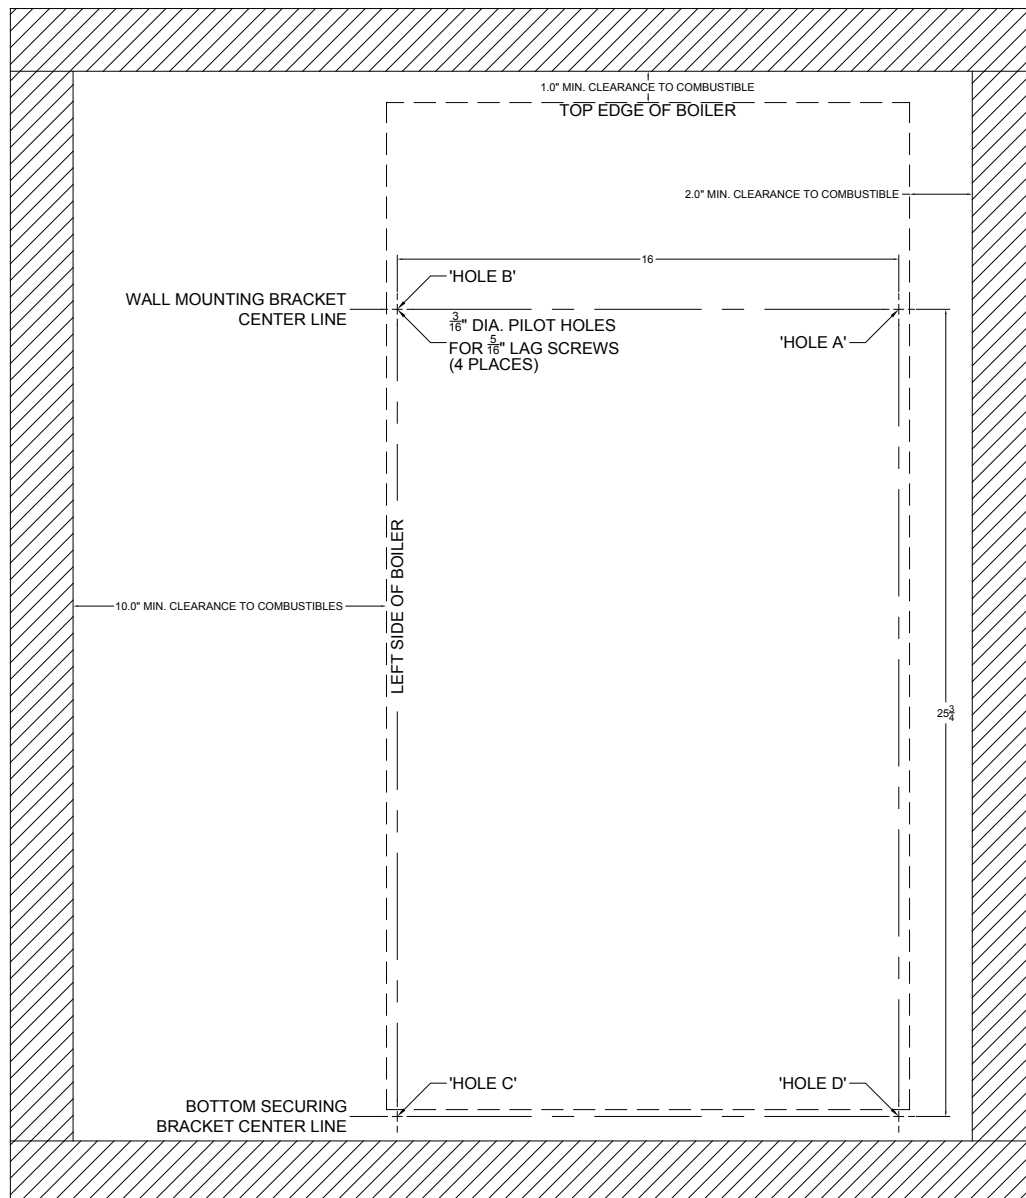 1.0" MIN. CLEARANCE TO COMBUSTIBLE
TOP EDGE OF BOILER
2.0" MIN. CLEARANCE TO COMBUSTIBLE
16
'HOLE B'
WALL MOUNTING BRACKET
CENTER LINE
3/16" DIA. PILOT HOLES
FOR 5/16" LAG SCREWS
(4 PLACES)
'HOLE A'
LEFT SIDE OF BOILER
10.0" MIN. CLEARANCE TO COMBUSTIBLES
25 3/4
'HOLE C'
'HOLE D'
BOTTOM SECURING
BRACKET CENTER LINE